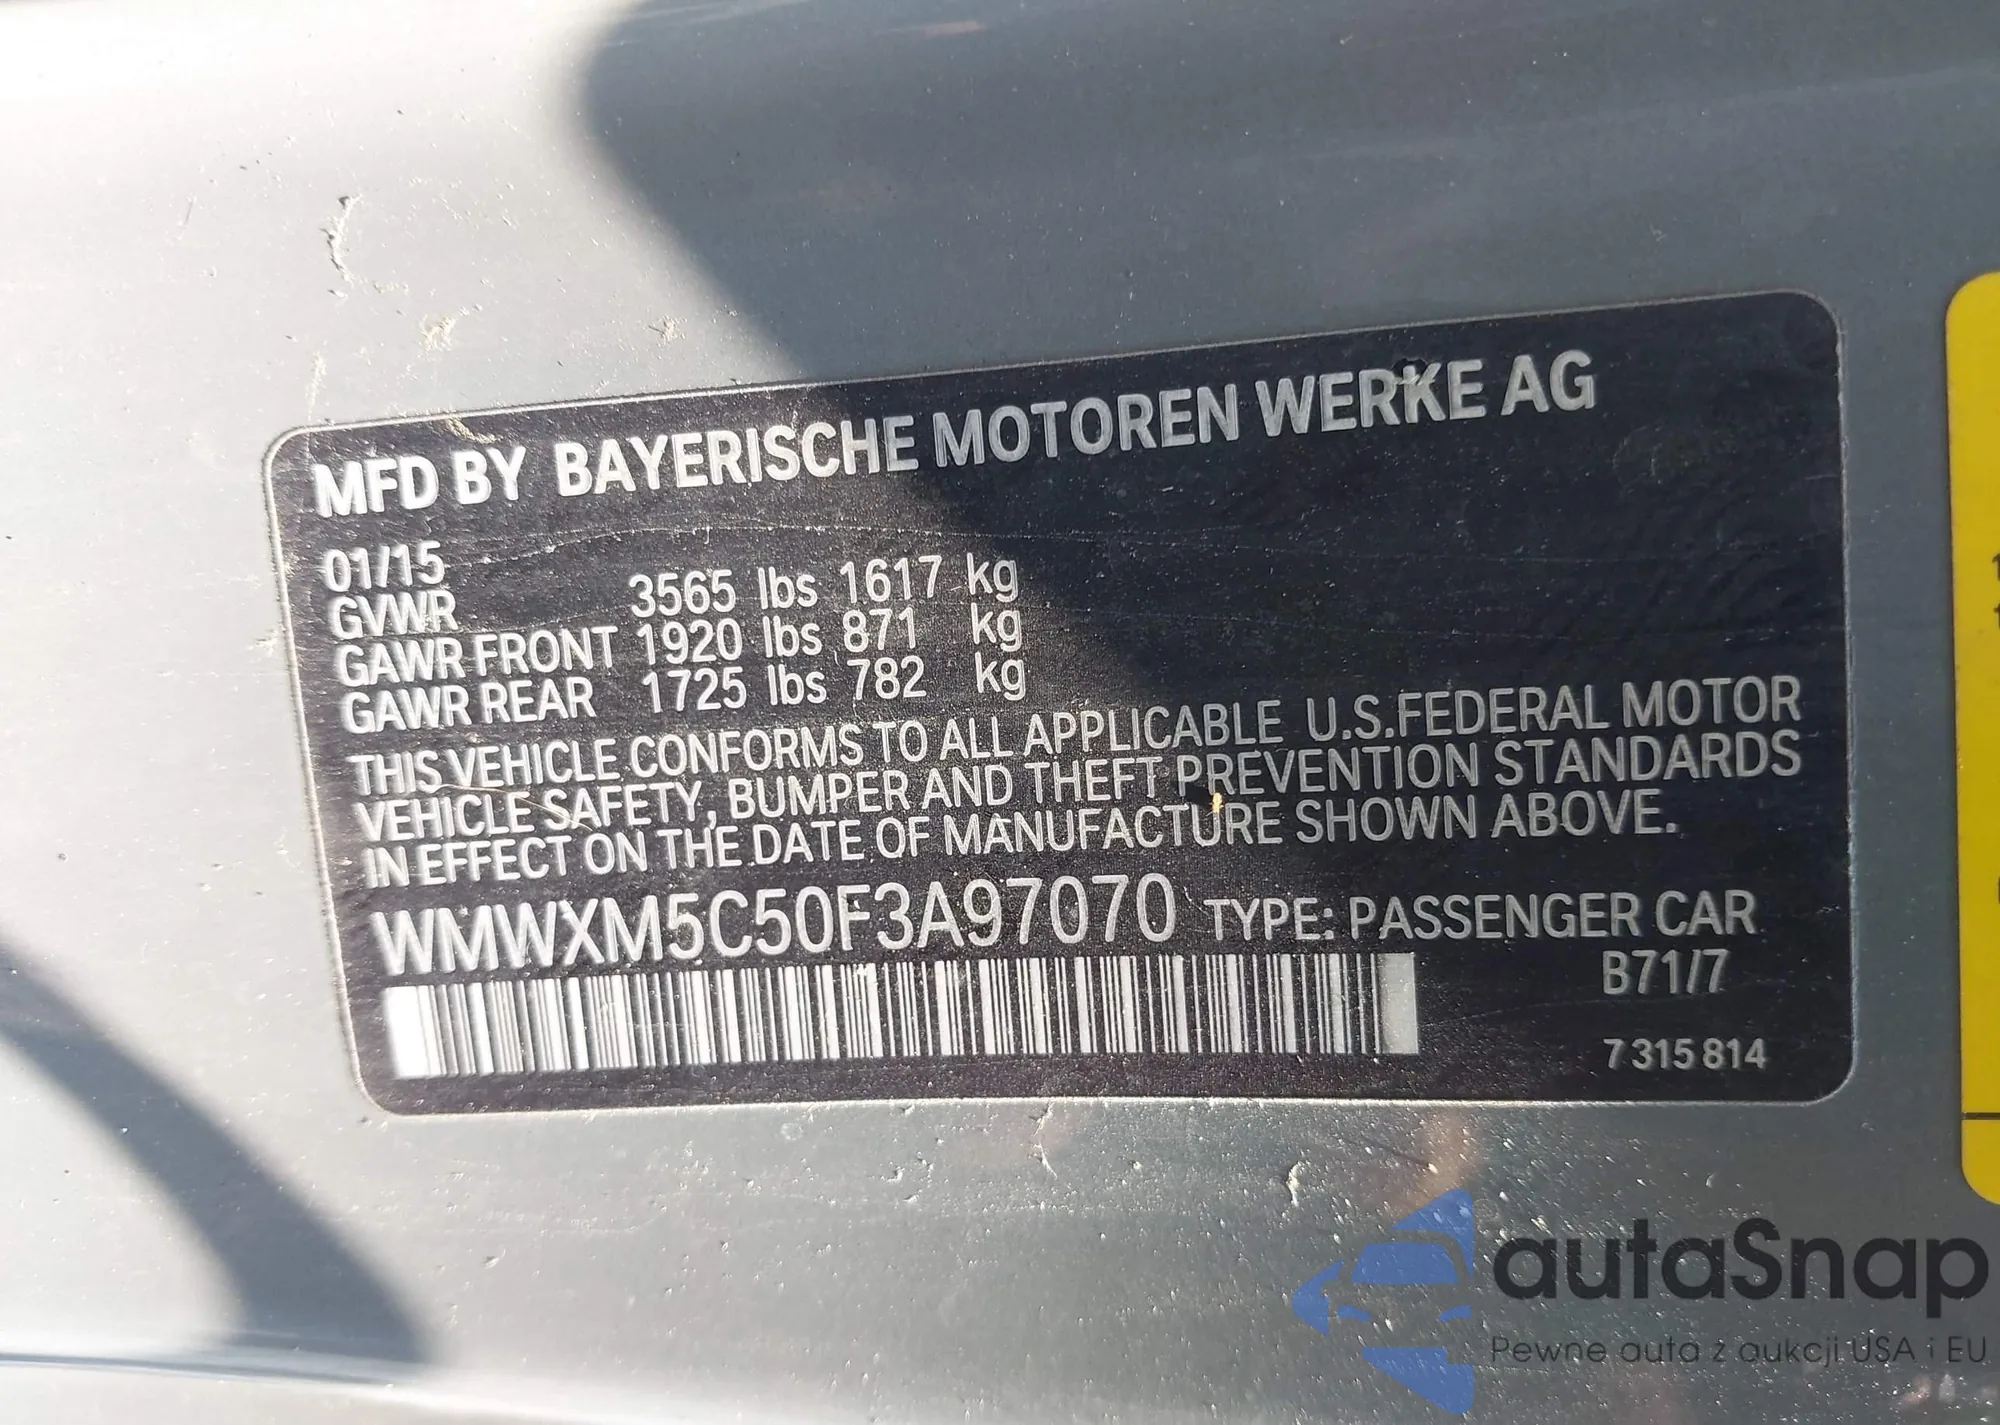 MFD BY BAYERISCHE MOTOREN WERKE AG
01/15
GVWR 3565 lbs 1617 kg
GAWR FRONT 1920 lbs 871 kg
GAWR REAR 1725 lbs 782 kg
THIS VEHICLE CONFORMS TO ALL APPLICABLE U.S.FEDERAL MOTOR
VEHICLE SAFETY, BUMPER AND THEFT PREVENTION STANDARDS
IN EFFECT ON THE DATE OF MANUFACTURE SHOWN ABOVE.
WMWXM5C50F3A97070 TYPE: PASSENGER CAR
B71/7
7 315 814
autaSnap
Pewne auta z aukcji USA i EU